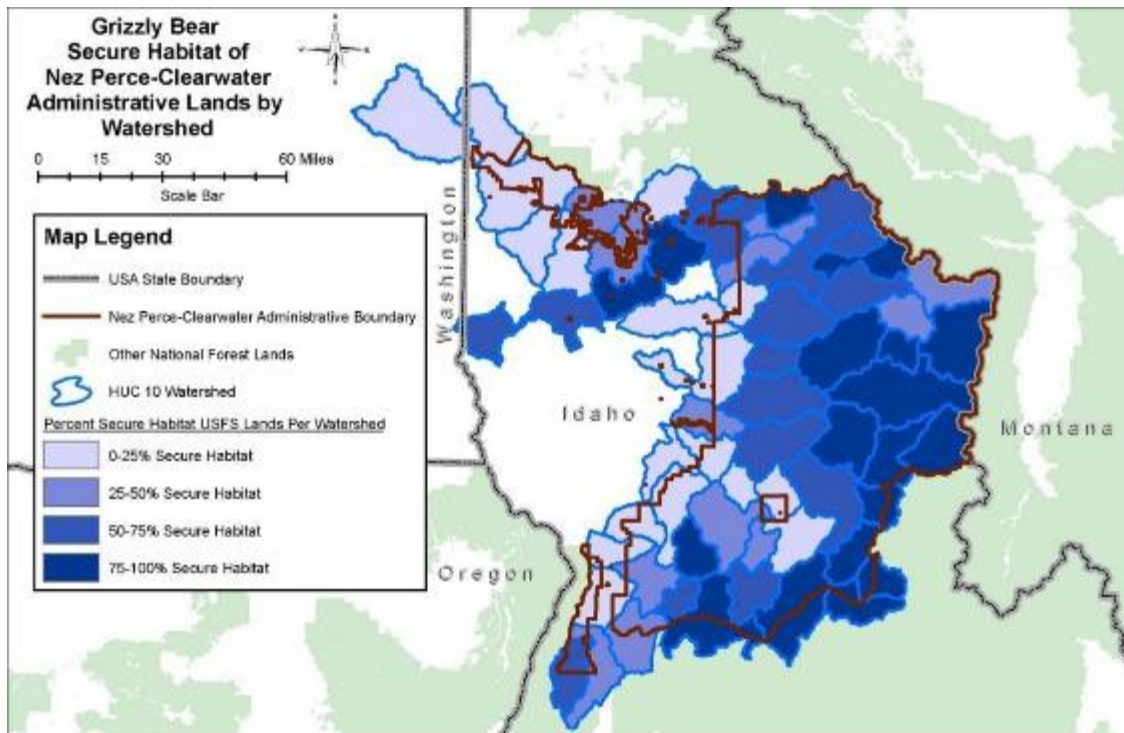 Grizzly Bear
Secure Habitat of
Nez Perce-Clearwater
Administrative Lands by
Watershed
0 15 30 60 Miles
Scale Bar
Map Legend
USA State Boundary
Nez Perce-Clearwater Administrative Boundary
Other National Forest Lands
HUC 10 Watershed
Percent Secure Habitat USFS Lands Per Watershed
0-25% Secure Habitat
25-50% Secure Habitat
50-75% Secure Habitat
75-100% Secure Habitat
Washington
Idaho
Montana
Oregon